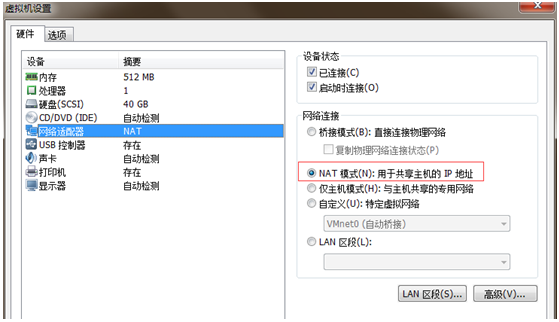 虚拟机设置
硬件 选项
设备 摘要
内存 512 MB
处理器 1
硬盘(SCSI) 40 GB
CD/DVD (IDE) 自动检测
网络适配器 NAT
USB 控制器 存在
声卡 自动检测
打印机 存在
显示器 自动检测
设备状态
已连接(C)
启动时连接(O)
网络连接
桥接模式(B): 直接连接物理网络
复制物理网络连接状态(P)
NAT 模式(N): 用于共享主机的 IP 地址
仅主机模式(H): 与主机共享的专用网络
自定义(U): 特定虚拟网络
VMnet0 (自动桥接)
LAN 区段(L):
LAN 区段(S)... 高级(V)...